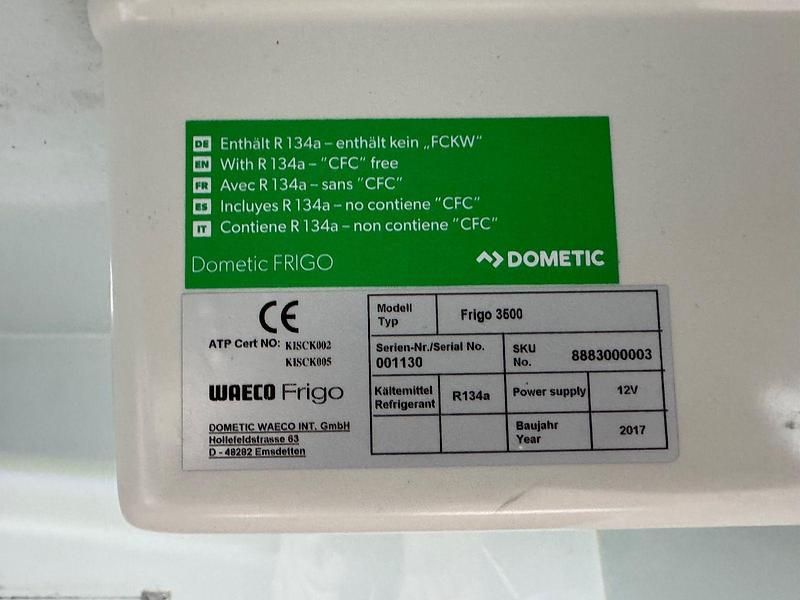 DE Enthält R 134a – enthält kein „FCKW“
EN With R 134a – “CFC” free
FR Avec R 134a – sans “CFC”
ES Incluyes R 134a – no contiene “CFC”
IT Contiene R 134a – non contiene “CFC”
Dometic FRIGO
DOMETIC
CE
ATP Cert NO: KISCK002
KISCK005
WAECO Frigo
DOMETIC WAECO INT. GmbH
Hollefeldstrasse 63
D - 48282 Emsdetten
Modell
Typ
Frigo 3500
Serien-Nr./Serial No.
001130
SKU
No.
8883000003
Kältemittel
Refrigerant
R134a
Power supply
12V
Baujahr
Year
2017